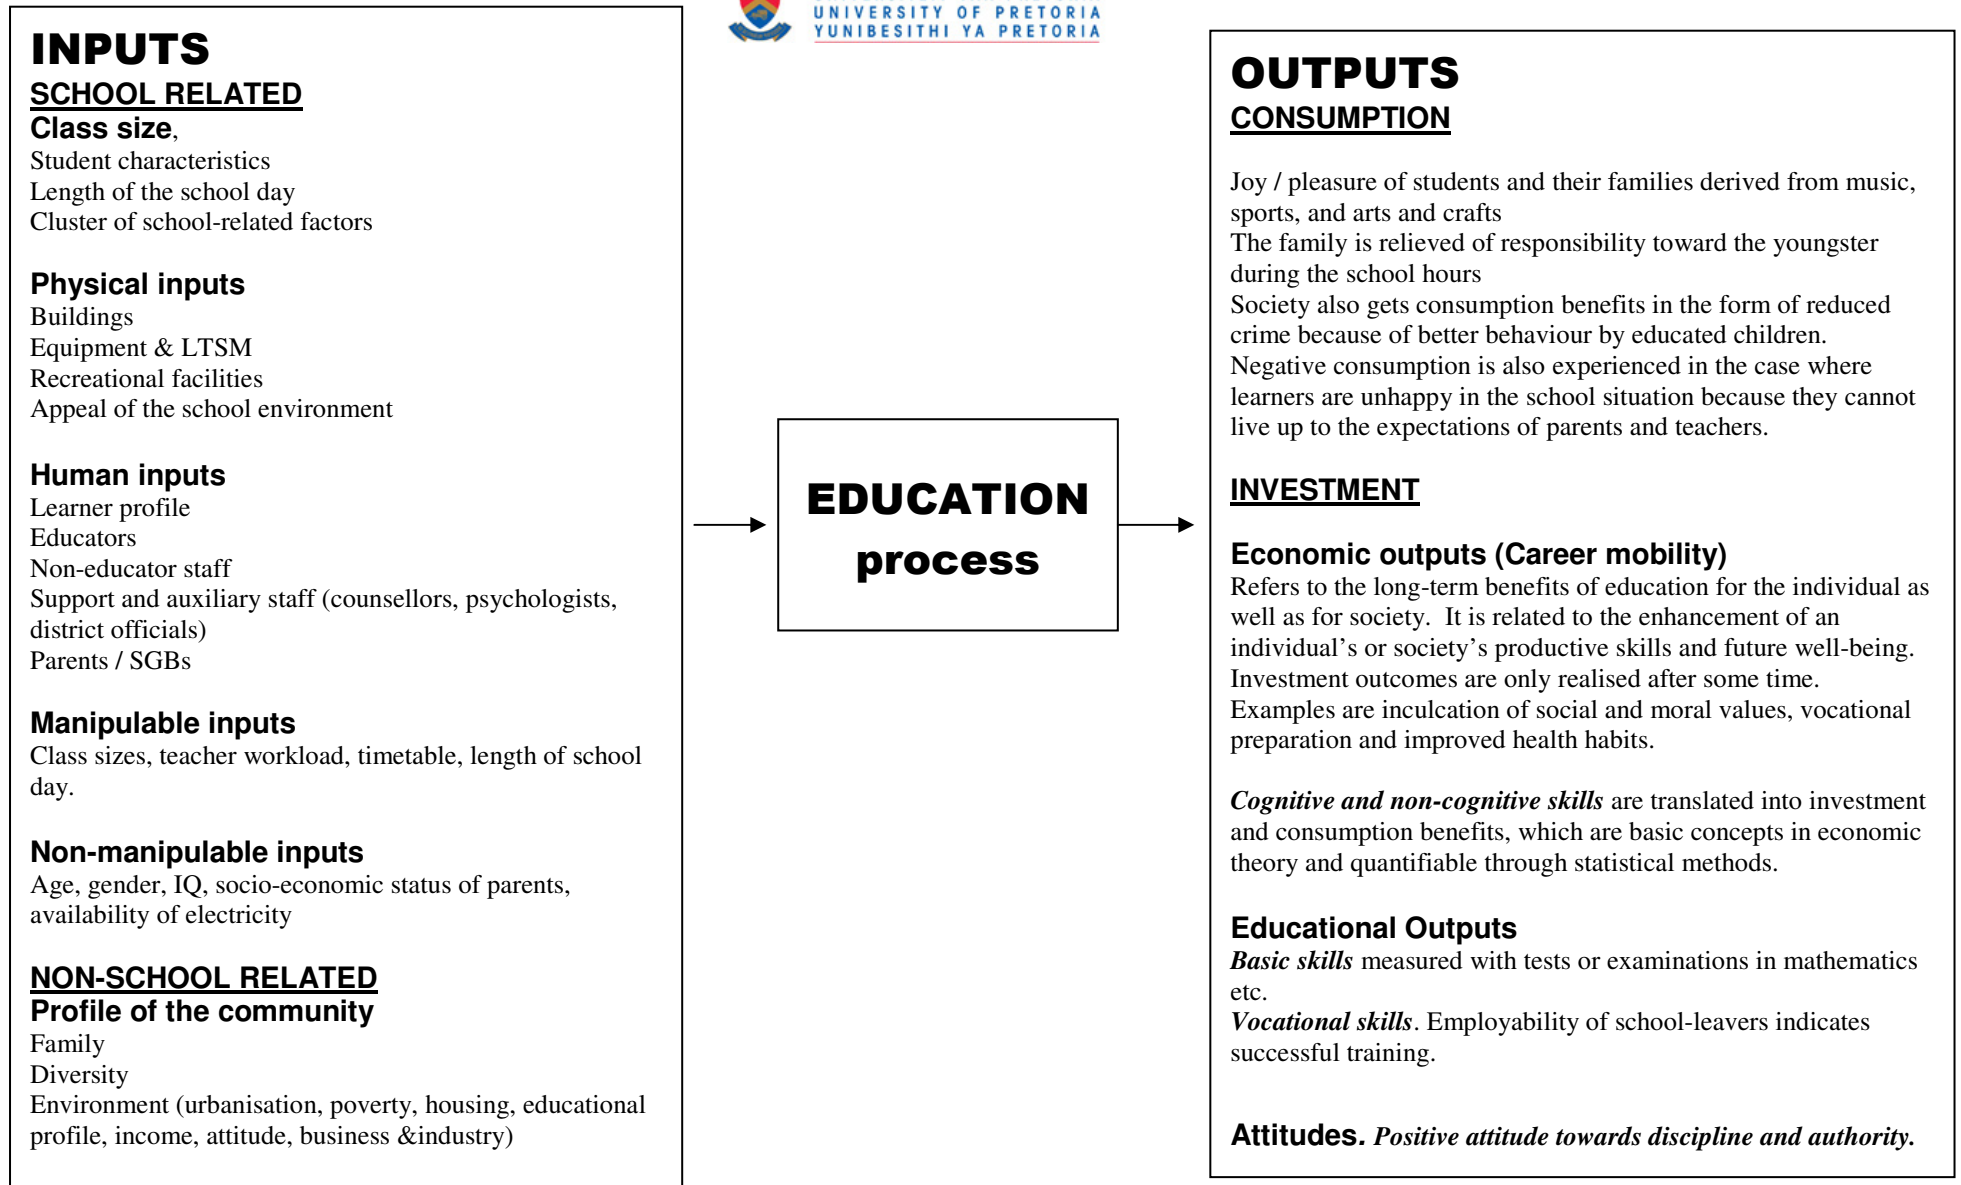 UNIVERSITY OF PRETORIA
YUNIBESITHI YA PRETORIA
INPUTS
SCHOOL RELATED
Class size,
Student characteristics
Length of the school day
Cluster of school-related factors
Physical inputs
Buildings
Equipment & LTSM
Recreational facilities
Appeal of the school environment
Human inputs
Learner profile
Educators
Non-educator staff
Support and auxiliary staff (counsellors, psychologists,
district officials)
Parents / SGBs
Manipulable inputs
Class sizes, teacher workload, timetable, length of school
day.
Non-manipulable inputs
Age, gender, IQ, socio-economic status of parents,
availability of electricity
NON-SCHOOL RELATED
Profile of the community
Family
Diversity
Environment (urbanisation, poverty, housing, educational
profile, income, attitude, business &industry)
EDUCATION
process
OUTPUTS
CONSUMPTION
Joy / pleasure of students and their families derived from music,
sports, and arts and crafts
The family is relieved of responsibility toward the youngster
during the school hours
Society also gets consumption benefits in the form of reduced
crime because of better behaviour by educated children.
Negative consumption is also experienced in the case where
learners are unhappy in the school situation because they cannot
live up to the expectations of parents and teachers.
INVESTMENT
Economic outputs (Career mobility)
Refers to the long-term benefits of education for the individual as
well as for society.  It is related to the enhancement of an
individual’s or society’s productive skills and future well-being.
Investment outcomes are only realised after some time.
Examples are inculcation of social and moral values, vocational
preparation and improved health habits.
Cognitive and non-cognitive skills are translated into investment
and consumption benefits, which are basic concepts in economic
theory and quantifiable through statistical methods.
Educational Outputs
Basic skills measured with tests or examinations in mathematics
etc.
Vocational skills. Employability of school-leavers indicates
successful training.
Attitudes. Positive attitude towards discipline and authority.